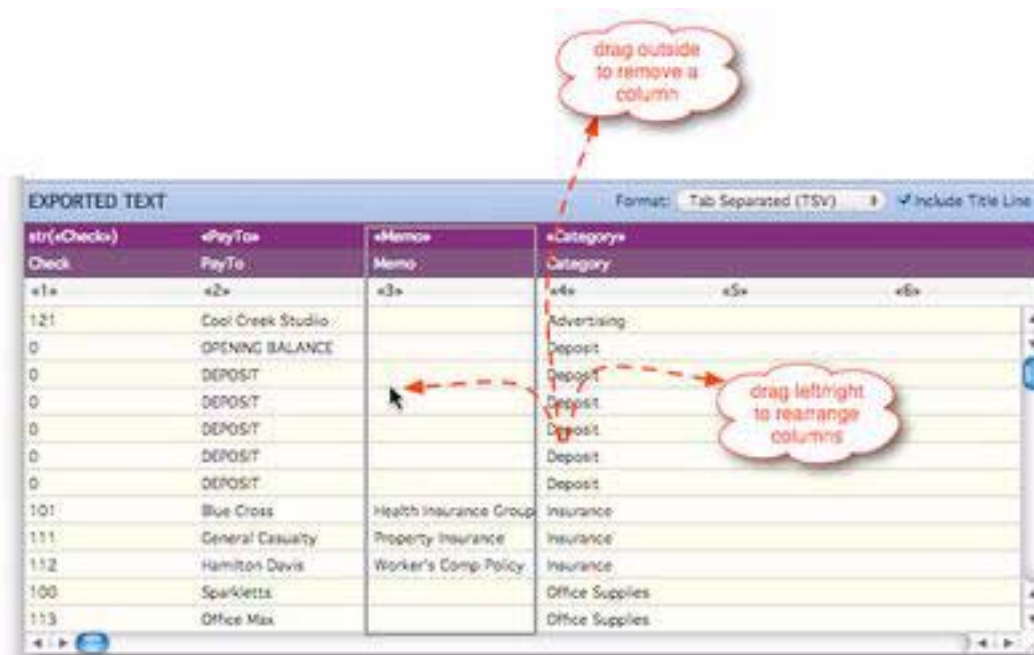 drag outside
to remove a
column
EXPORTED TEXT Format: Tab Separated (TSV) Include Title Line
str(«Check») «PayTo» «Memo» «Category»
Check PayTo Memo Category
«1» «2» «3» «4» «5» «6»
121 Cool Creek Studio Advertising
0 OPENING BALANCE Deposit
0 DEPOSIT Deposit
0 DEPOSIT Deposit
0 DEPOSIT Deposit
0 DEPOSIT Deposit
0 DEPOSIT Deposit
drag left/right
to rearrange
columns
101 Blue Cross Health Insurance Group Insurance
111 General Casualty Property Insurance Insurance
112 Hamilton Davis Worker's Comp Policy Insurance
100 Sparkletts Office Supplies
113 Office Max Office Supplies